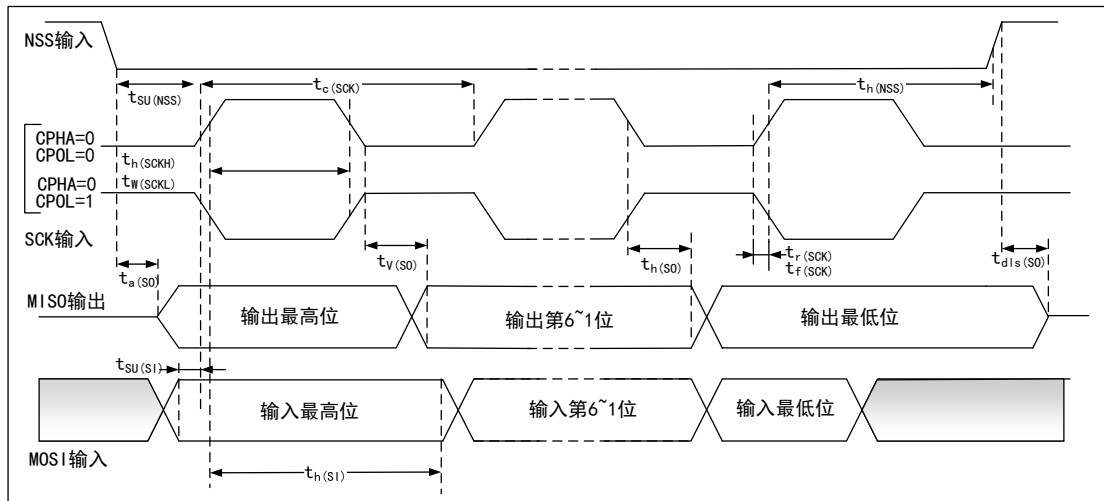 NSS输入
tSU(NSS)
tc(SCK)
th(NSS)
CPHA=0
CPOL=0
th(SCKH)
CPHA=0
CPOL=1
tW(SCKL)
SCK输入
ta(SO)
tV(SO)
th(SO)
tr(SCK)
tf(SCK)
tdls(SO)
MISO输出
输出最高位
输出第6~1位
输出最低位
tSU(SI)
输入最高位
输入第6~1位
输入最低位
MOSI输入
th(SI)